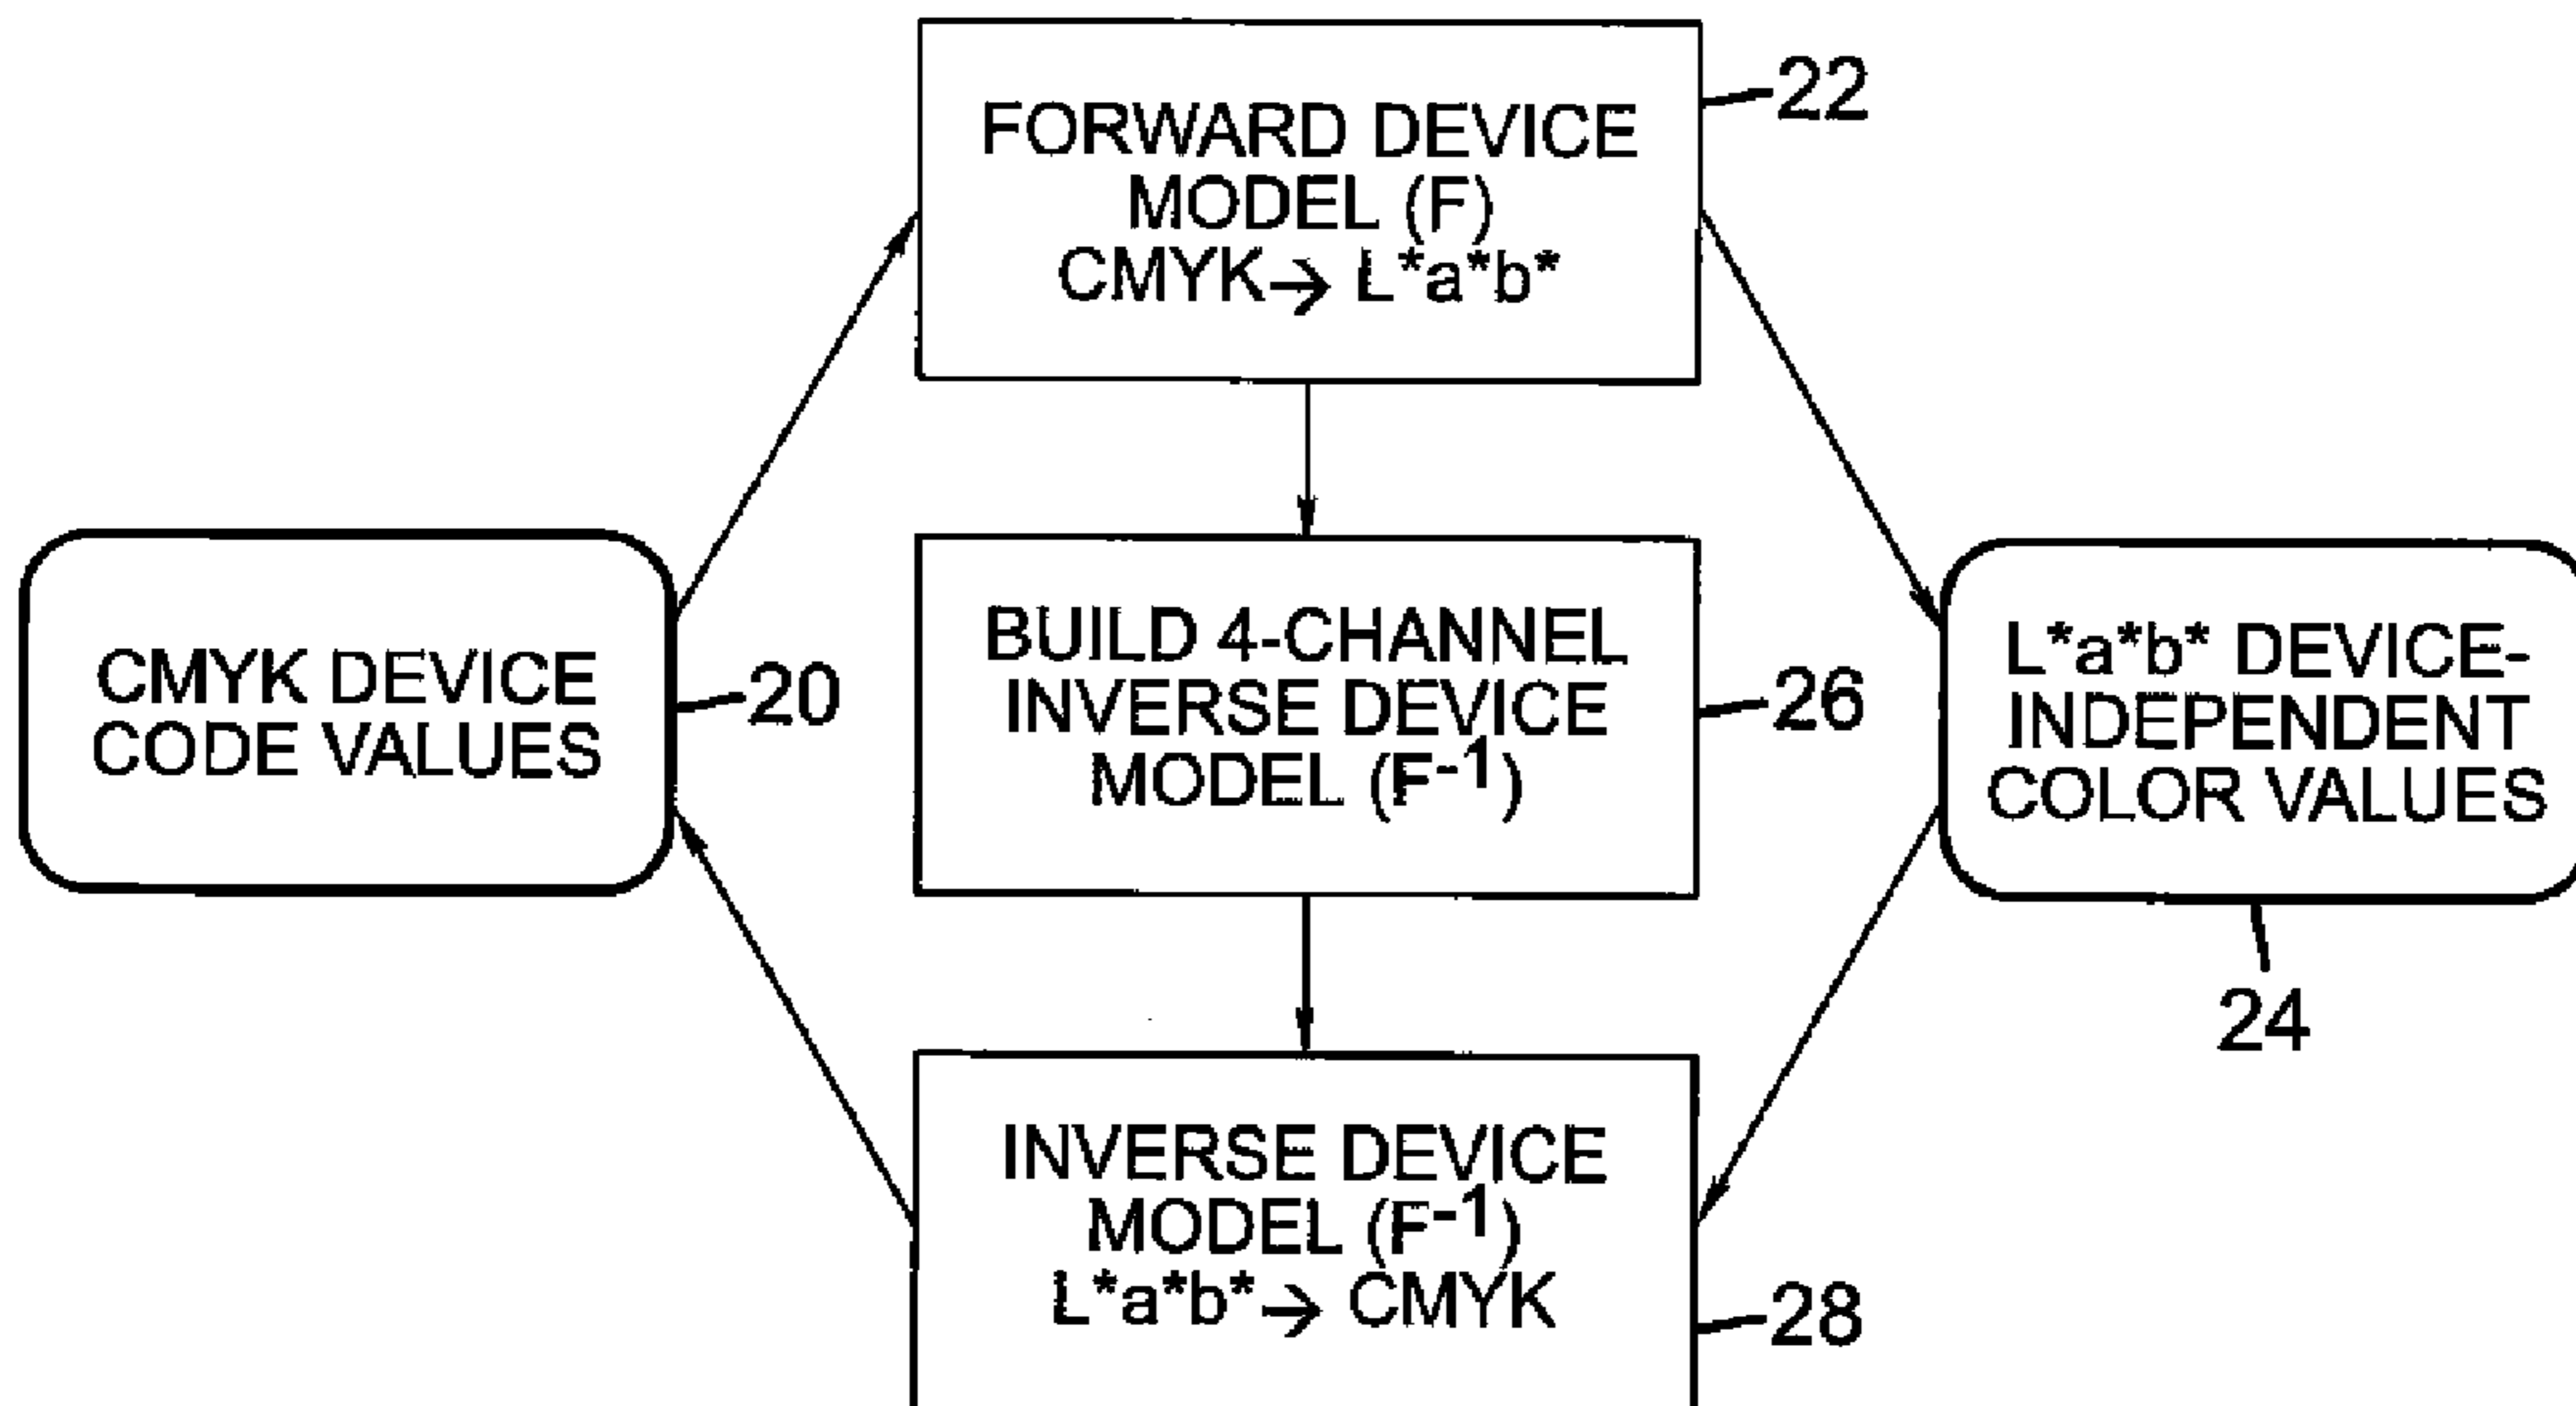 FORWARD DEVICE
MODEL (F)
CMYK→ L*a*b*
22
CMYK DEVICE
CODE VALUES
20
BUILD 4-CHANNEL
INVERSE DEVICE
MODEL (F-1)
26
L*a*b* DEVICE-
INDEPENDENT
COLOR VALUES
24
INVERSE DEVICE
MODEL (F-1)
L*a*b*→ CMYK
28